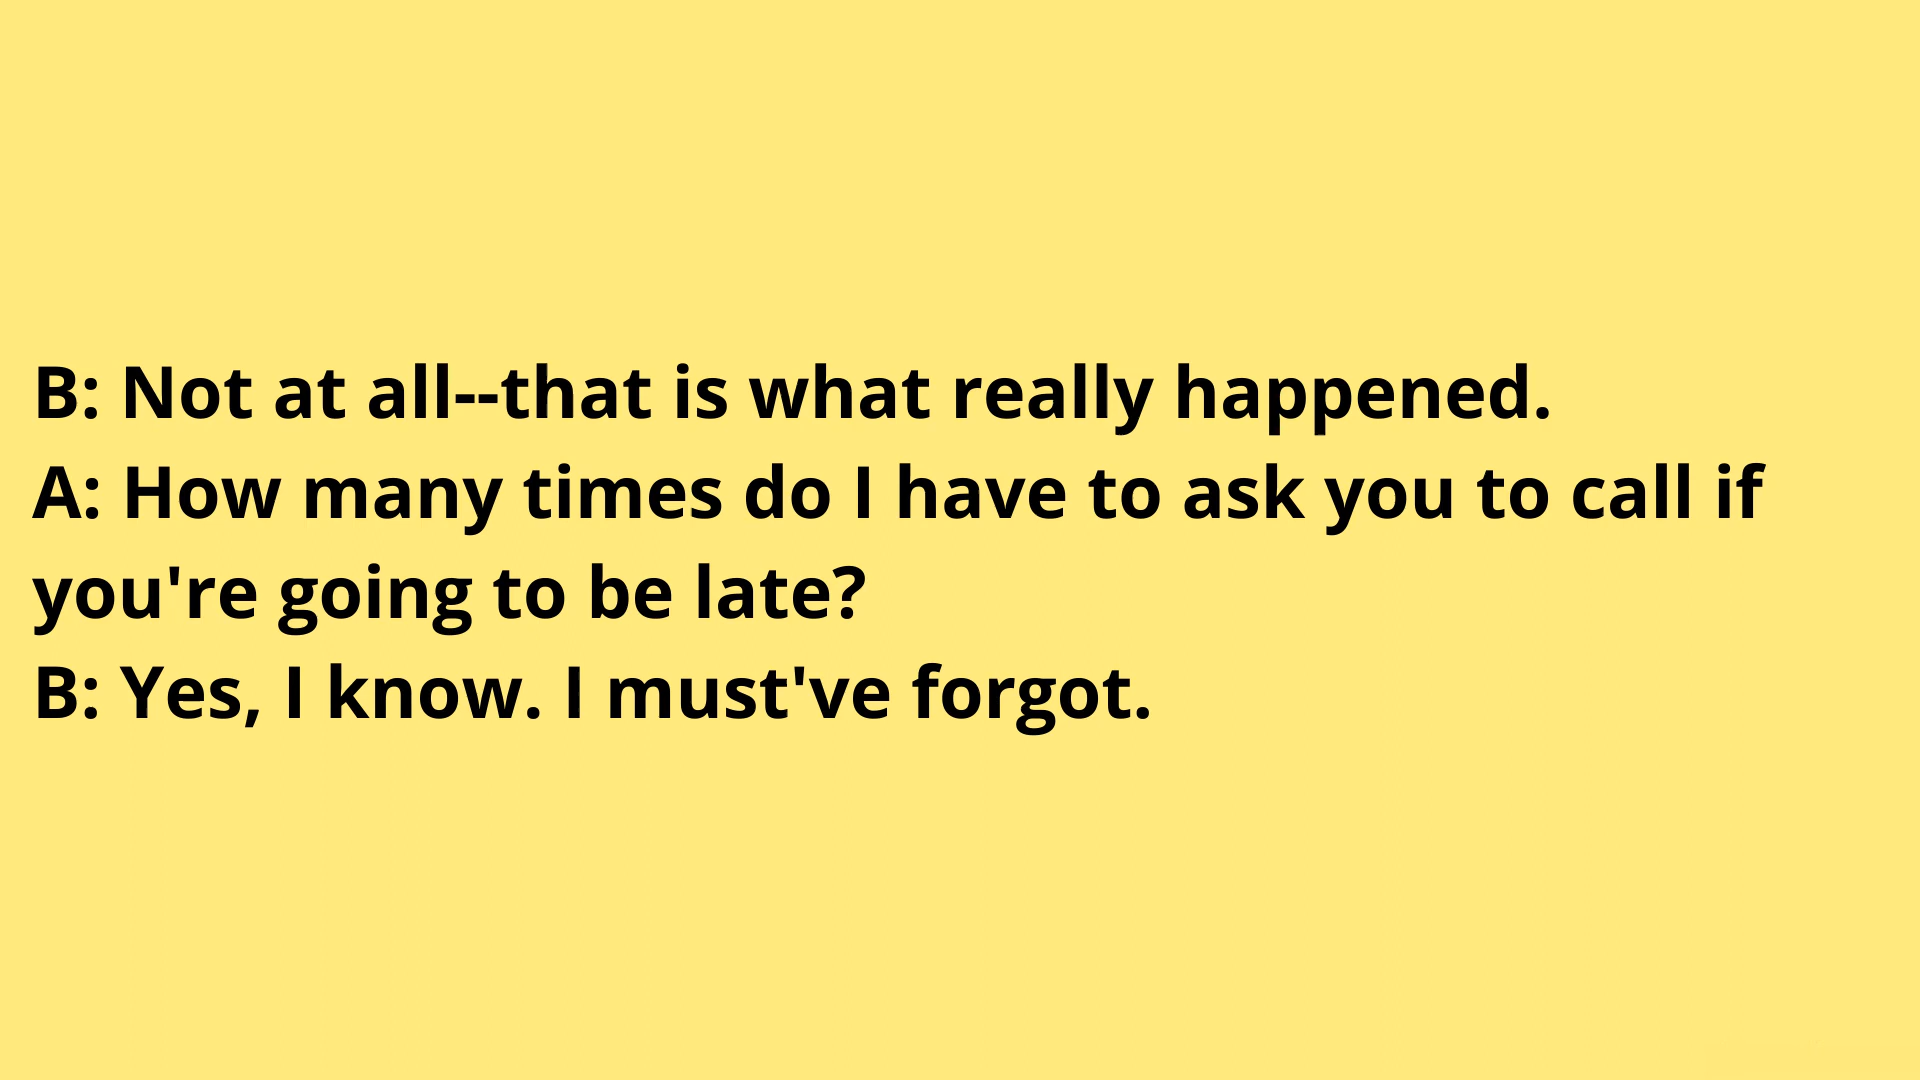 B: Not at all--that is what really happened.
A: How many times do I have to ask you to call if
you're going to be late?
B: Yes, I know. I must've forgot.